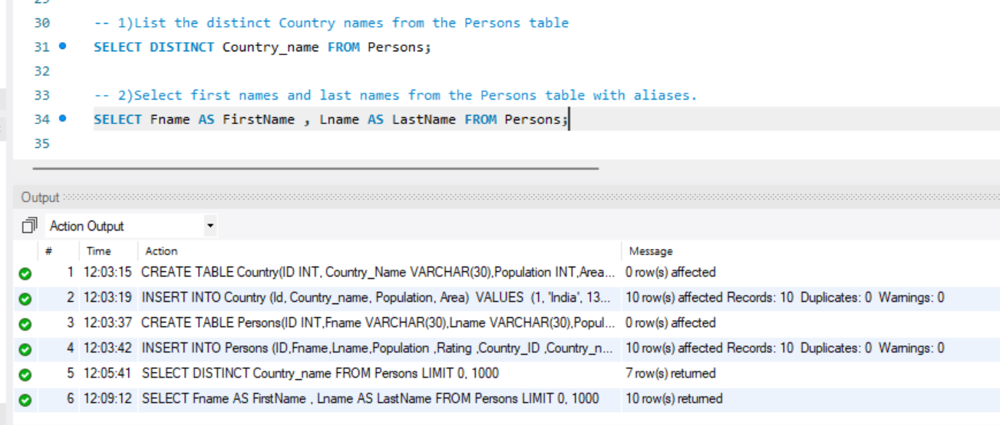 29
30 -- 1)List the distinct Country names from the Persons table
31 SELECT DISTINCT Country_name FROM Persons;
32
33 -- 2)Select first names and last names from the Persons table with aliases.
34 SELECT Fname AS FirstName , Lname AS LastName FROM Persons;
35
Output
Action Output
# Time Action Message
1 12:03:15 CREATE TABLE Country(ID INT, Country_Name VARCHAR(30),Population INT,Area... 0 row(s) affected
2 12:03:19 INSERT INTO Country (Id, Country_name, Population, Area) VALUES (1, 'India', 13... 10 row(s) affected Records: 10 Duplicates: 0 Warnings: 0
3 12:03:37 CREATE TABLE Persons(ID INT,Fname VARCHAR(30),Lname VARCHAR(30),Popul... 0 row(s) affected
4 12:03:42 INSERT INTO Persons (ID,Fname,Lname,Population ,Rating ,Country_ID ,Country_n... 10 row(s) affected Records: 10 Duplicates: 0 Warnings: 0
5 12:05:41 SELECT DISTINCT Country_name FROM Persons LIMIT 0, 1000 7 row(s) returned
6 12:09:12 SELECT Fname AS FirstName , Lname AS LastName FROM Persons LIMIT 0, 1000 10 row(s) returned